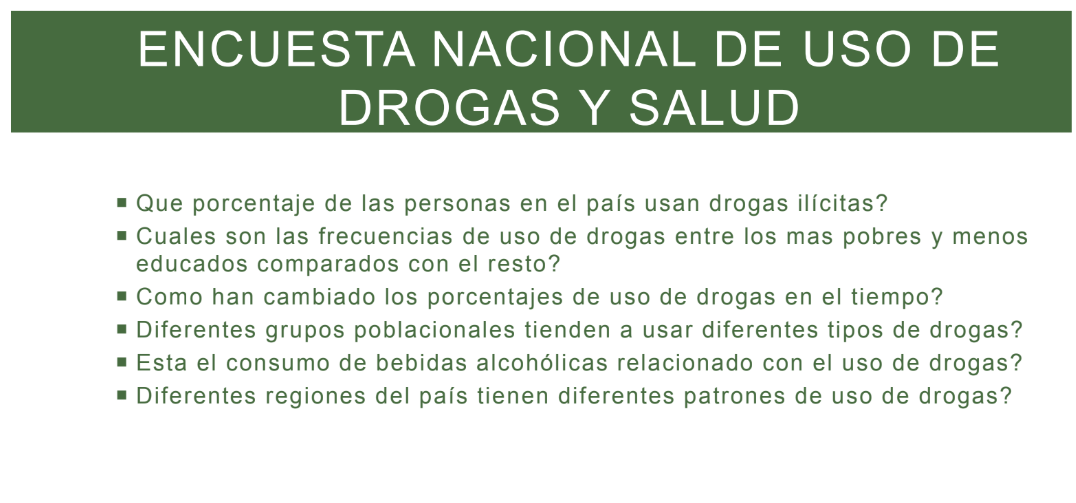 ENCUESTA NACIONAL DE USO DE
DROGAS Y SALUD
▪ Que porcentaje de las personas en el país usan drogas ilícitas?
▪ Cuales son las frecuencias de uso de drogas entre los mas pobres y menos
educados comparados con el resto?
▪ Como han cambiado los porcentajes de uso de drogas en el tiempo?
▪ Diferentes grupos poblacionales tienden a usar diferentes tipos de drogas?
▪ Esta el consumo de bebidas alcohólicas relacionado con el uso de drogas?
▪ Diferentes regiones del país tienen diferentes patrones de uso de drogas?